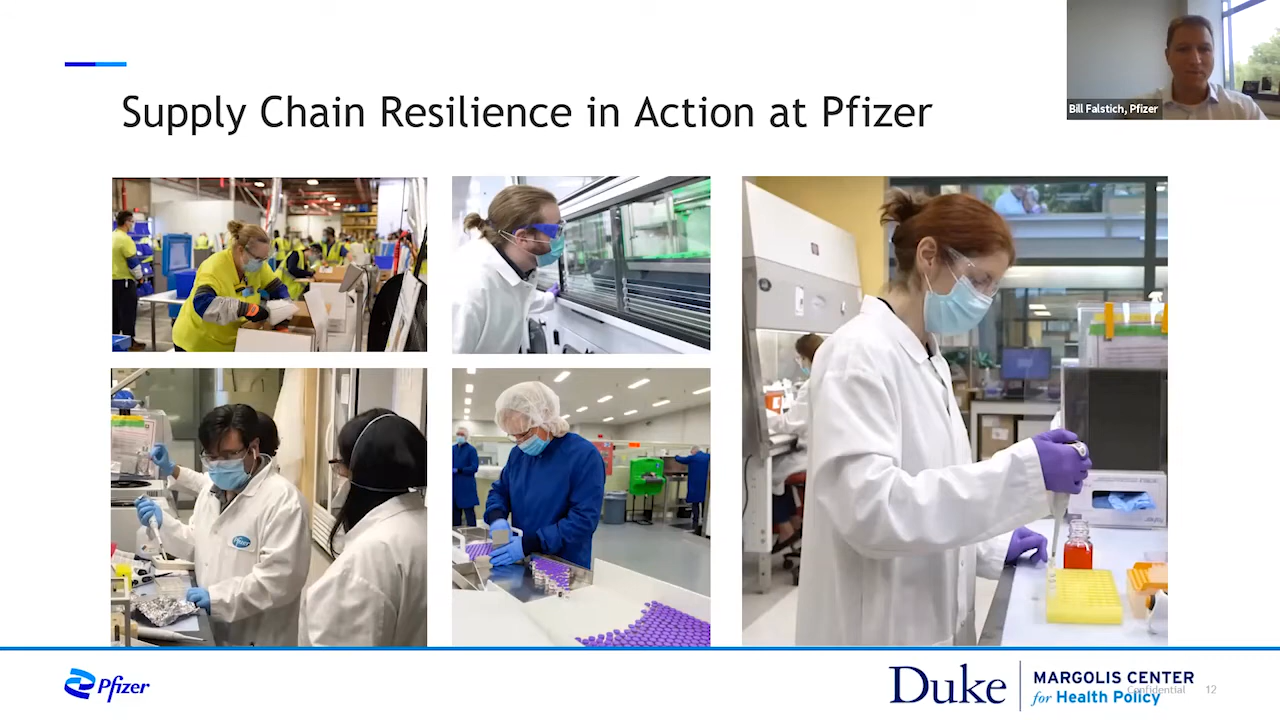 Bill Falstich, Pfizer
Supply Chain Resilience in Action at Pfizer
Pfizer
Pfizer
Duke
MARGOLIS CENTER
for Health Policy
Confidential
12